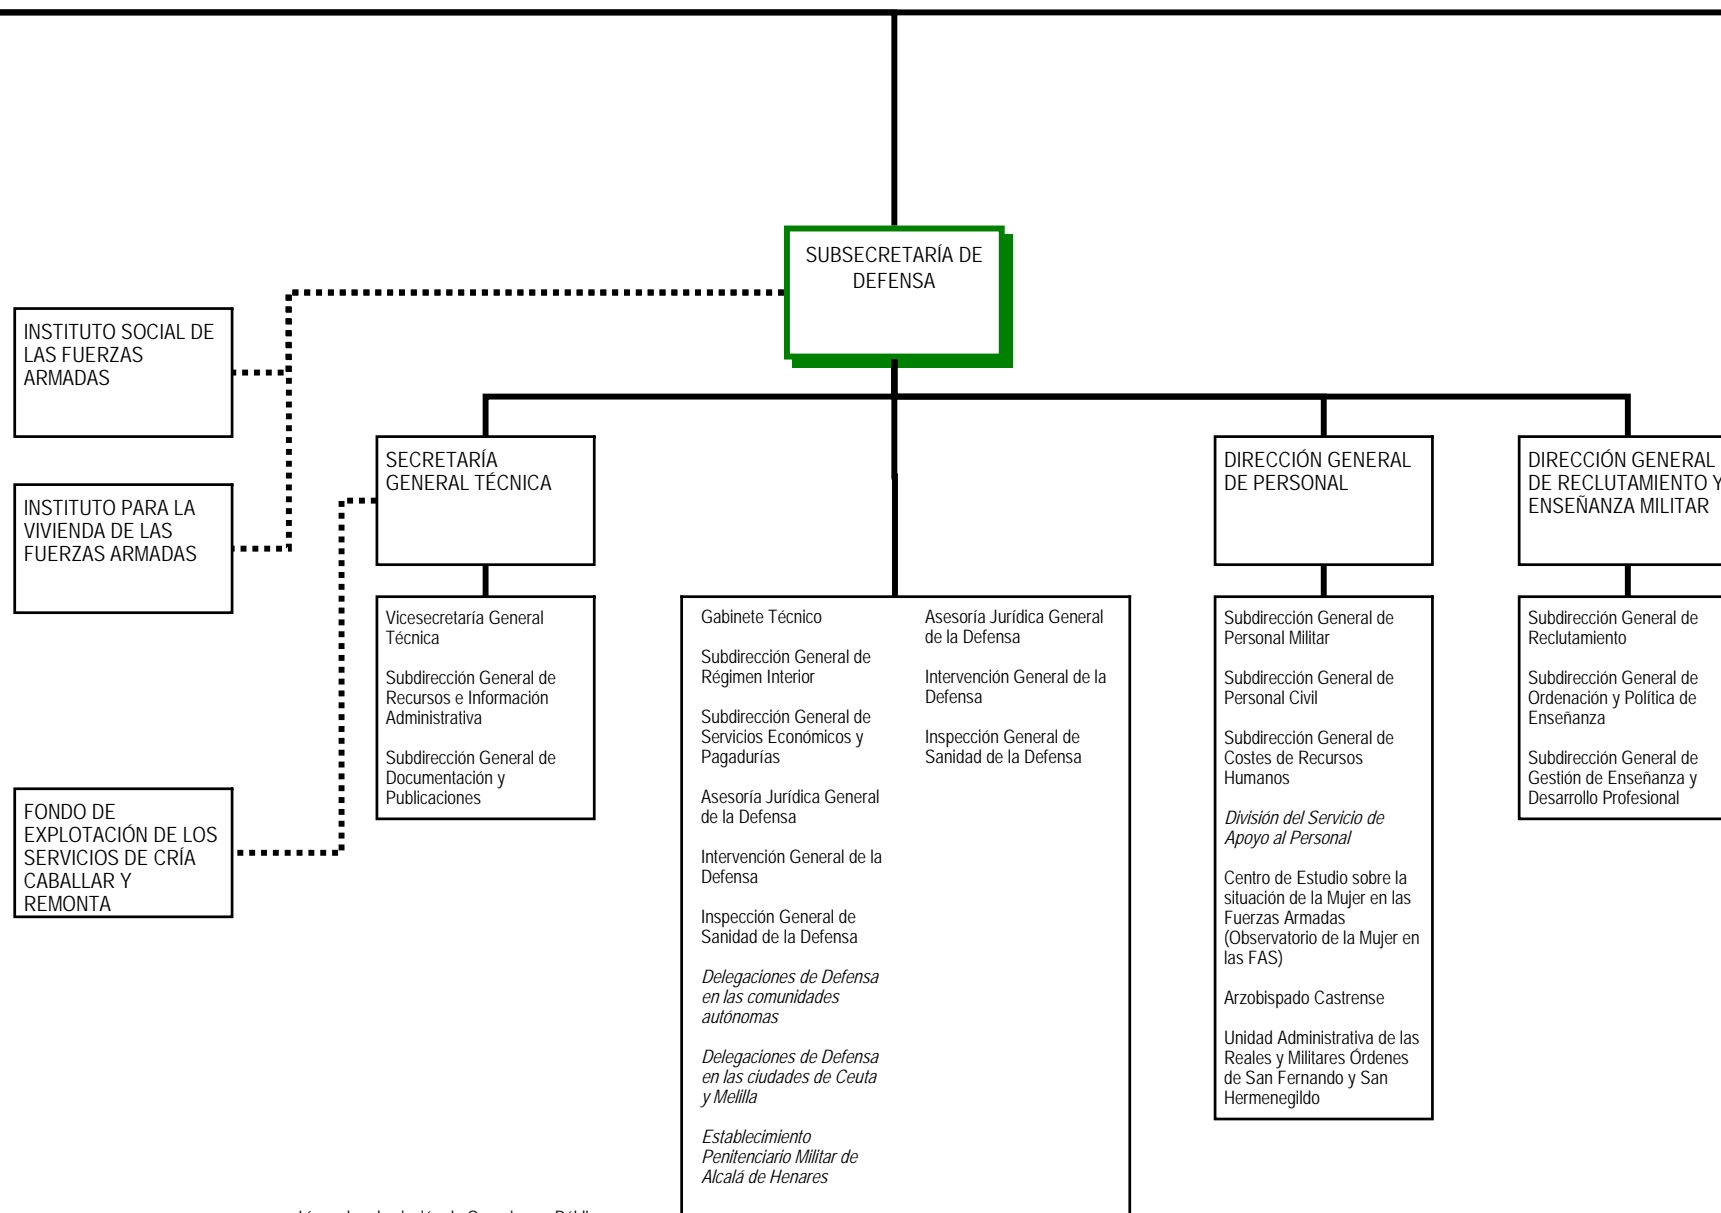 SUBSECRETARÍA DE
DEFENSA
INSTITUTO SOCIAL DE
LAS FUERZAS
ARMADAS
INSTITUTO PARA LA
VIVIENDA DE LAS
FUERZAS ARMADAS
FONDO DE
EXPLOTACIÓN DE LOS
SERVICIOS DE CRÍA
CABALLAR Y
REMONTA
SECRETARÍA
GENERAL TÉCNICA
Vicesecretaría General
Técnica
Subdirección General de
Recursos e Información
Administrativa
Subdirección General de
Documentación y
Publicaciones
Gabinete Técnico
Subdirección General de
Régimen Interior
Subdirección General de
Servicios Económicos y
Pagadurías
Asesoría Jurídica General
de la Defensa
Intervención General de la
Defensa
Inspección General de
Sanidad de la Defensa
Delegaciones de Defensa
en las comunidades
autónomas
Delegaciones de Defensa
en las ciudades de Ceuta
y Melilla
Establecimiento
Penitenciario Militar de
Alcalá de Henares
Asesoría Jurídica General
de la Defensa
Intervención General de la
Defensa
Inspección General de
Sanidad de la Defensa
DIRECCIÓN GENERAL
DE PERSONAL
Subdirección General de
Personal Militar
Subdirección General de
Personal Civil
Subdirección General de
Costes de Recursos
Humanos
División del Servicio de
Apoyo al Personal
Centro de Estudio sobre la
situación de la Mujer en las
Fuerzas Armadas
(Observatorio de la Mujer en
las FAS)
Arzobispado Castrense
Unidad Administrativa de las
Reales y Militares Órdenes
de San Fernando y San
Hermenegildo
DIRECCIÓN GENERAL
DE RECLUTAMIENTO Y
ENSEÑANZA MILITAR
Subdirección General de
Reclutamiento
Subdirección General de
Ordenación y Política de
Enseñanza
Subdirección General de
Gestión de Enseñanza y
Desarrollo Profesional